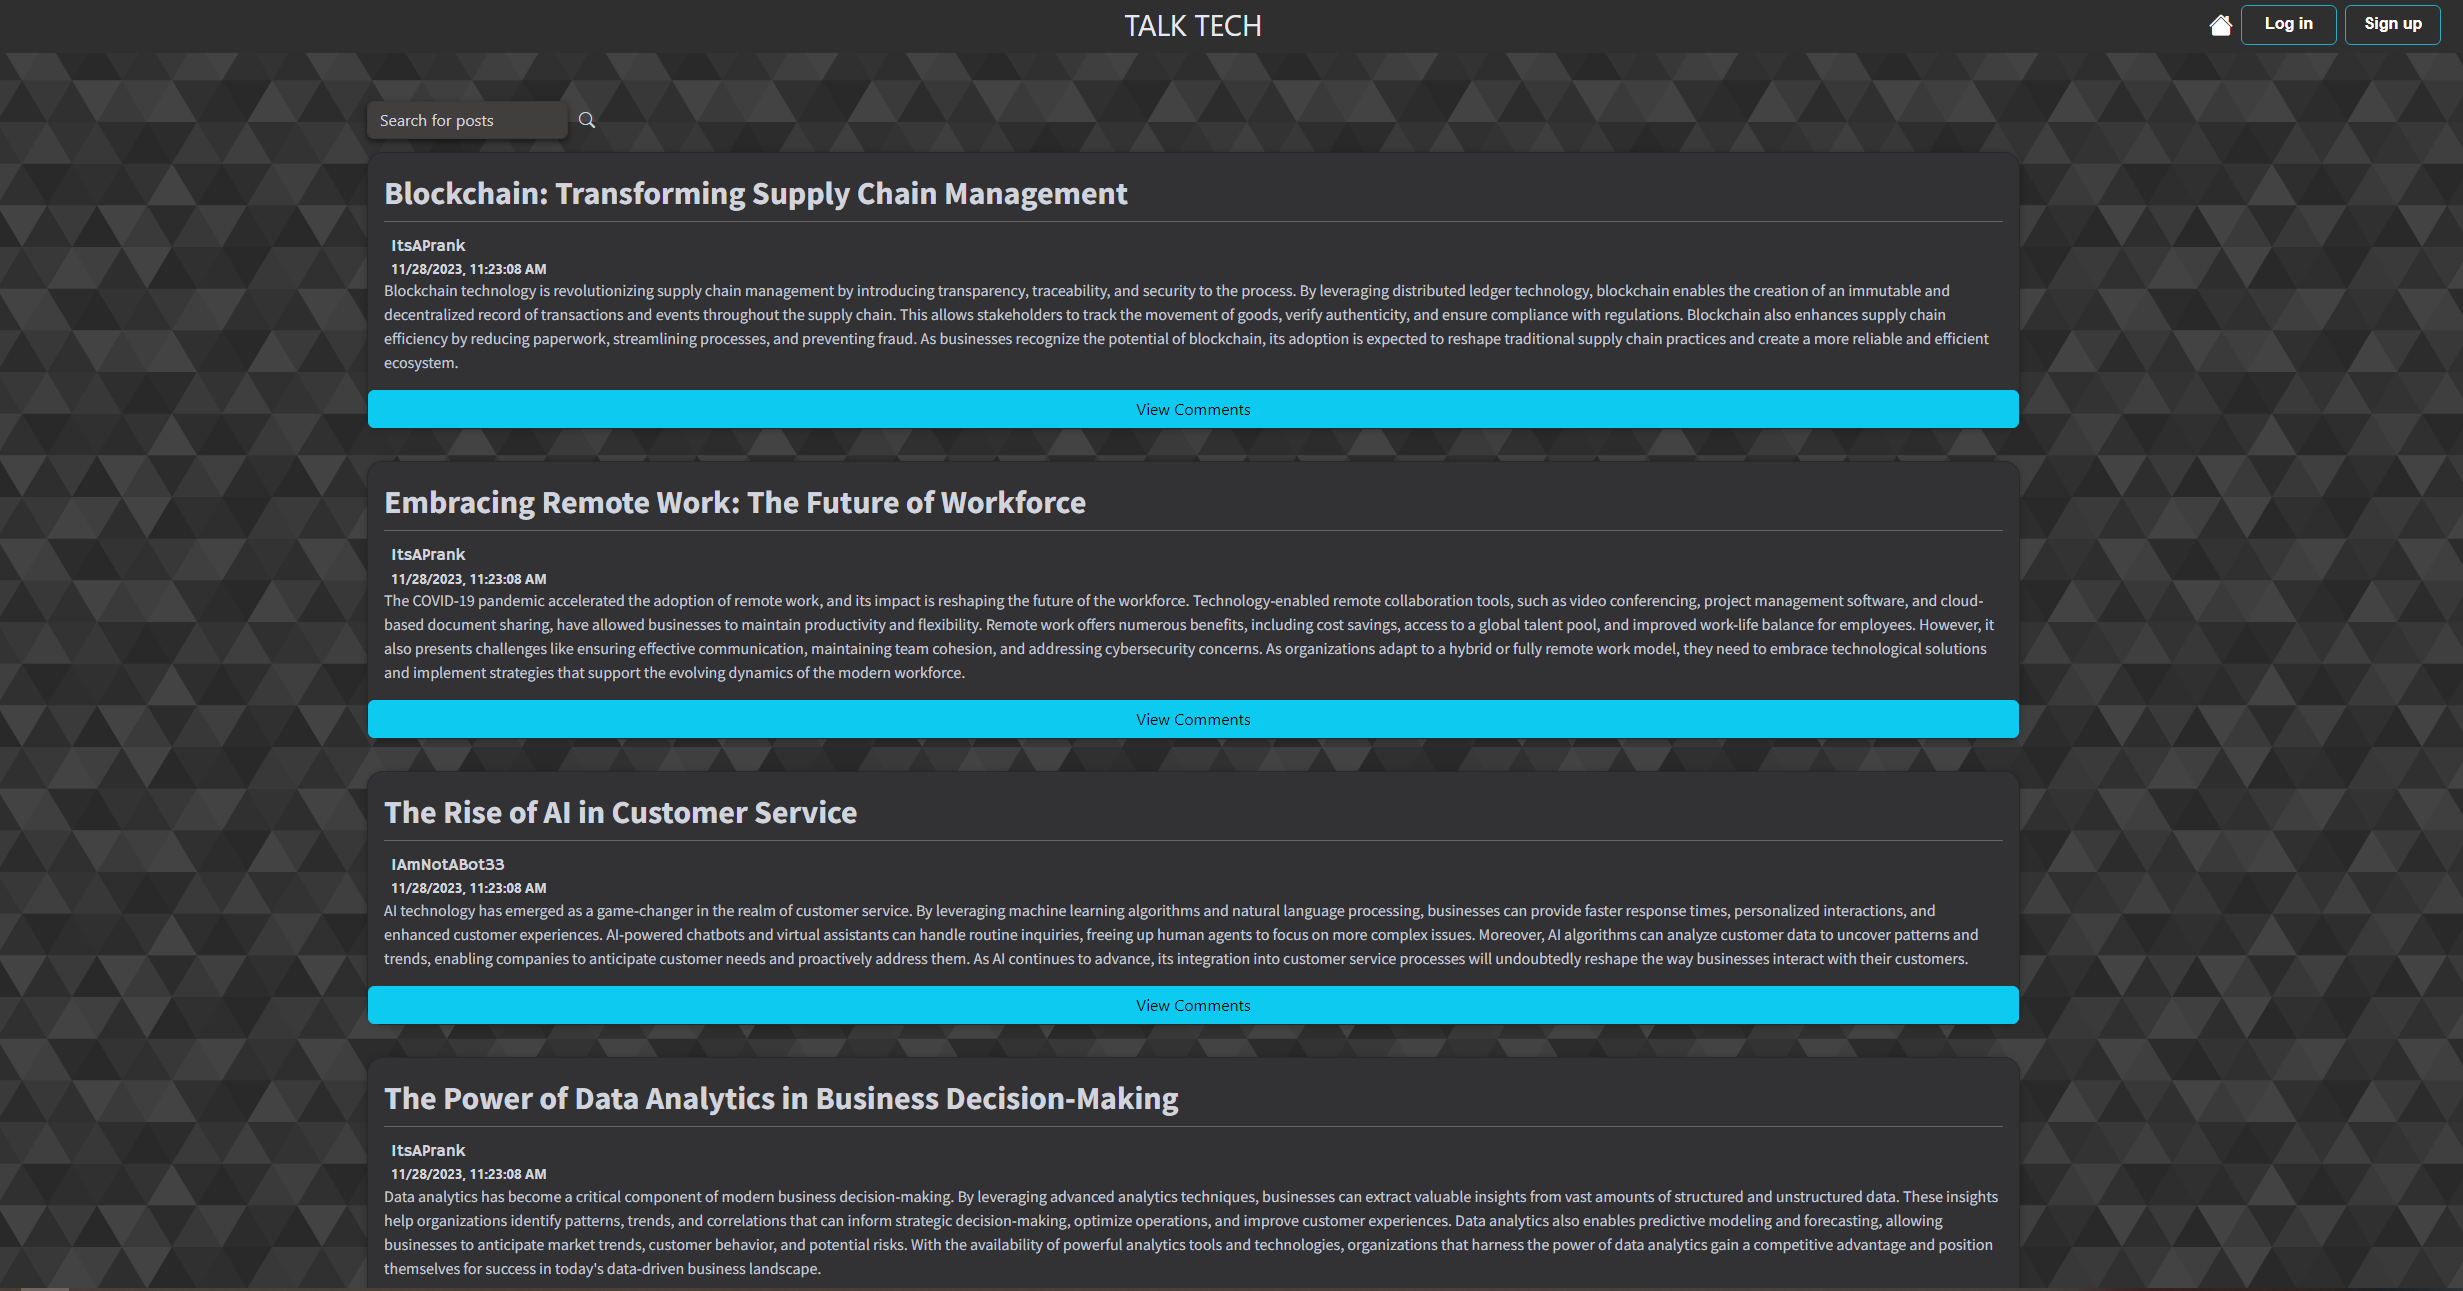 TALK TECH
Log in
Sign up
Search for posts
Blockchain: Transforming Supply Chain Management
ItsAPrank
11/28/2023, 11:23:08 AM
Blockchain technology is revolutionizing supply chain management by introducing transparency, traceability, and security to the process. By leveraging distributed ledger technology, blockchain enables the creation of an immutable and
decentralized record of transactions and events throughout the supply chain. This allows stakeholders to track the movement of goods, verify authenticity, and ensure compliance with regulations. Blockchain also enhances supply chain
efficiency by reducing paperwork, streamlining processes, and preventing fraud. As businesses recognize the potential of blockchain, its adoption is expected to reshape traditional supply chain practices and create a more reliable and efficient
ecosystem.
View Comments
Embracing Remote Work: The Future of Workforce
ItsAPrank
11/28/2023, 11:23:08 AM
The COVID-19 pandemic accelerated the adoption of remote work, and its impact is reshaping the future of the workforce. Technology-enabled remote collaboration tools, such as video conferencing, project management software, and cloud-
based document sharing, have allowed businesses to maintain productivity and flexibility. Remote work offers numerous benefits, including cost savings, access to a global talent pool, and improved work-life balance for employees. However, it
also presents challenges like ensuring effective communication, maintaining team cohesion, and addressing cybersecurity concerns. As organizations adapt to a hybrid or fully remote work model, they need to embrace technological solutions
and implement strategies that support the evolving dynamics of the modern workforce.
View Comments
The Rise of AI in Customer Service
IAmNotABot33
11/28/2023, 11:23:08 AM
AI technology has emerged as a game-changer in the realm of customer service. By leveraging machine learning algorithms and natural language processing, businesses can provide faster response times, personalized interactions, and
enhanced customer experiences. AI-powered chatbots and virtual assistants can handle routine inquiries, freeing up human agents to focus on more complex issues. Moreover, AI algorithms can analyze customer data to uncover patterns and
trends, enabling companies to anticipate customer needs and proactively address them. As AI continues to advance, its integration into customer service processes will undoubtedly reshape the way businesses interact with their customers.
View Comments
The Power of Data Analytics in Business Decision-Making
ItsAPrank
11/28/2023, 11:23:08 AM
Data analytics has become a critical component of modern business decision-making. By leveraging advanced analytics techniques, businesses can extract valuable insights from vast amounts of structured and unstructured data. These insights
help organizations identify patterns, trends, and correlations that can inform strategic decision-making, optimize operations, and improve customer experiences. Data analytics also enables predictive modeling and forecasting, allowing
businesses to anticipate market trends, customer behavior, and potential risks. With the availability of powerful analytics tools and technologies, organizations that harness the power of data analytics gain a competitive advantage and position
themselves for success in today's data-driven business landscape.